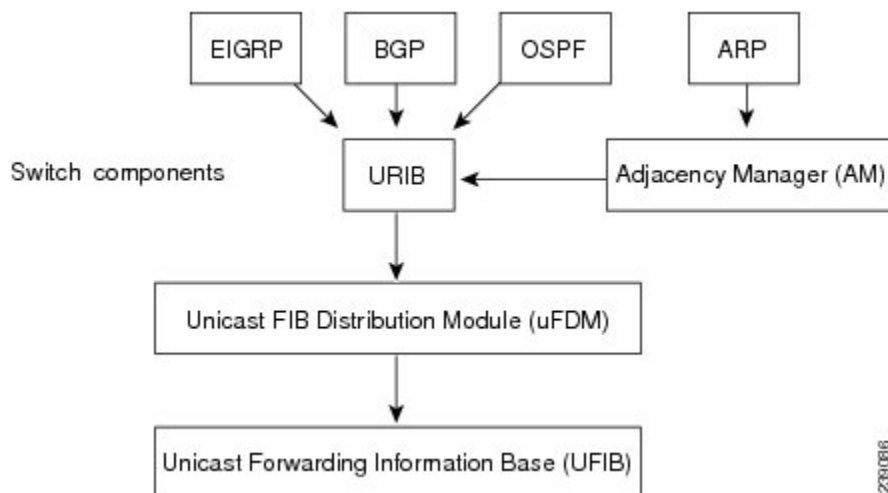 EIGRP
BGP
OSPF
ARP
Switch components
URIB
Adjacency Manager (AM)
Unicast FIB Distribution Module (uFDM)
Unicast Forwarding Information Base (UFIB)
239086